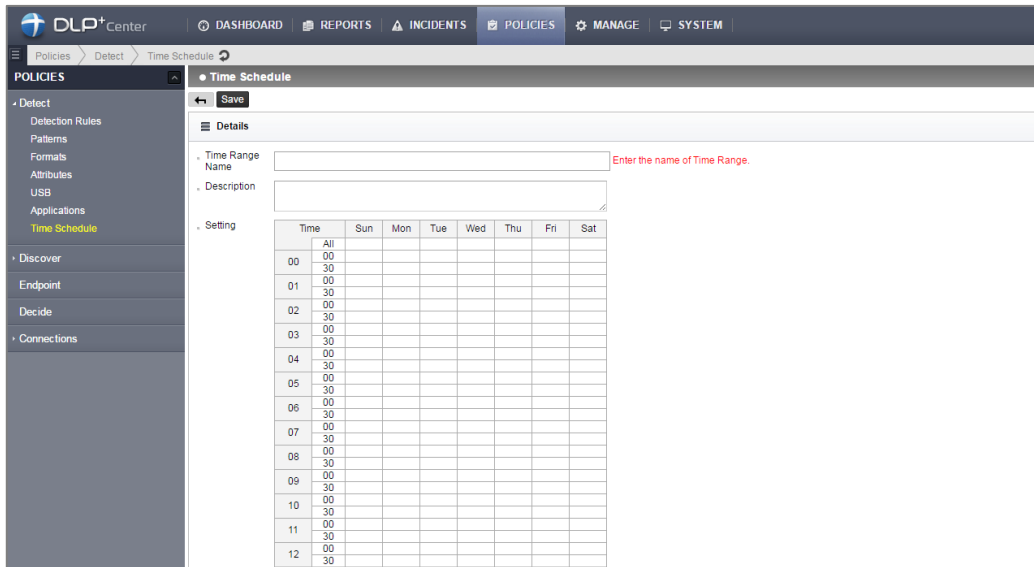 DLP+ Center
DASHBOARD REPORTS INCIDENTS POLICIES MANAGE SYSTEM
Policies Detect Time Schedule
POLICIES
Detect
Detection Rules
Patterns
Formats
Attributes
USB
Applications
Time Schedule
Discover
Endpoint
Decide
Connections
Time Schedule
Save
Details
Time Range
Name
Enter the name of Time Range.
Description
Setting
Time Sun Mon Tue Wed Thu Fri Sat
All
00 00
30
01 00
30
02 00
30
03 00
30
04 00
30
05 00
30
06 00
30
07 00
30
08 00
30
09 00
30
10 00
30
11 00
30
12 00
30